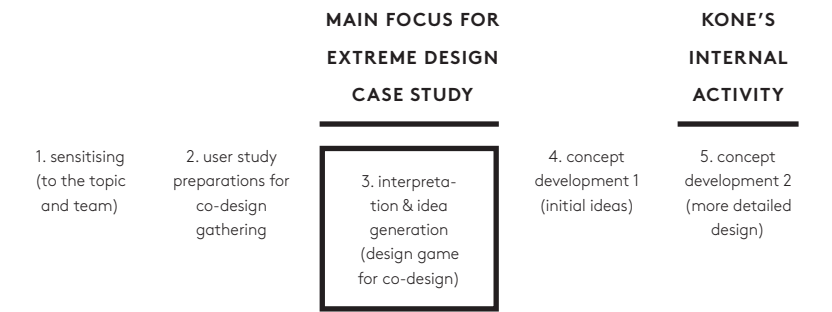 MAIN FOCUS FOR
EXTREME DESIGN
CASE STUDY
KONE'S
INTERNAL
ACTIVITY
1. sensitising
(to the topic
and team)
2. user study
preparations for
co-design
gathering
3. interpreta-
tion & idea
generation
(design game
for co-design)
4. concept
development 1
(initial ideas)
5. concept
development 2
(more detailed
design)